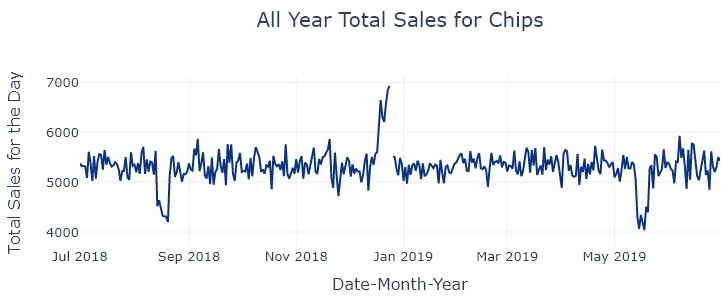 All Year Total Sales for Chips
Total Sales for the Day
7000
6000
5000
4000
Jul 2018 Sep 2018 Nov 2018 Jan 2019 Mar 2019 May 2019
Date-Month-Year